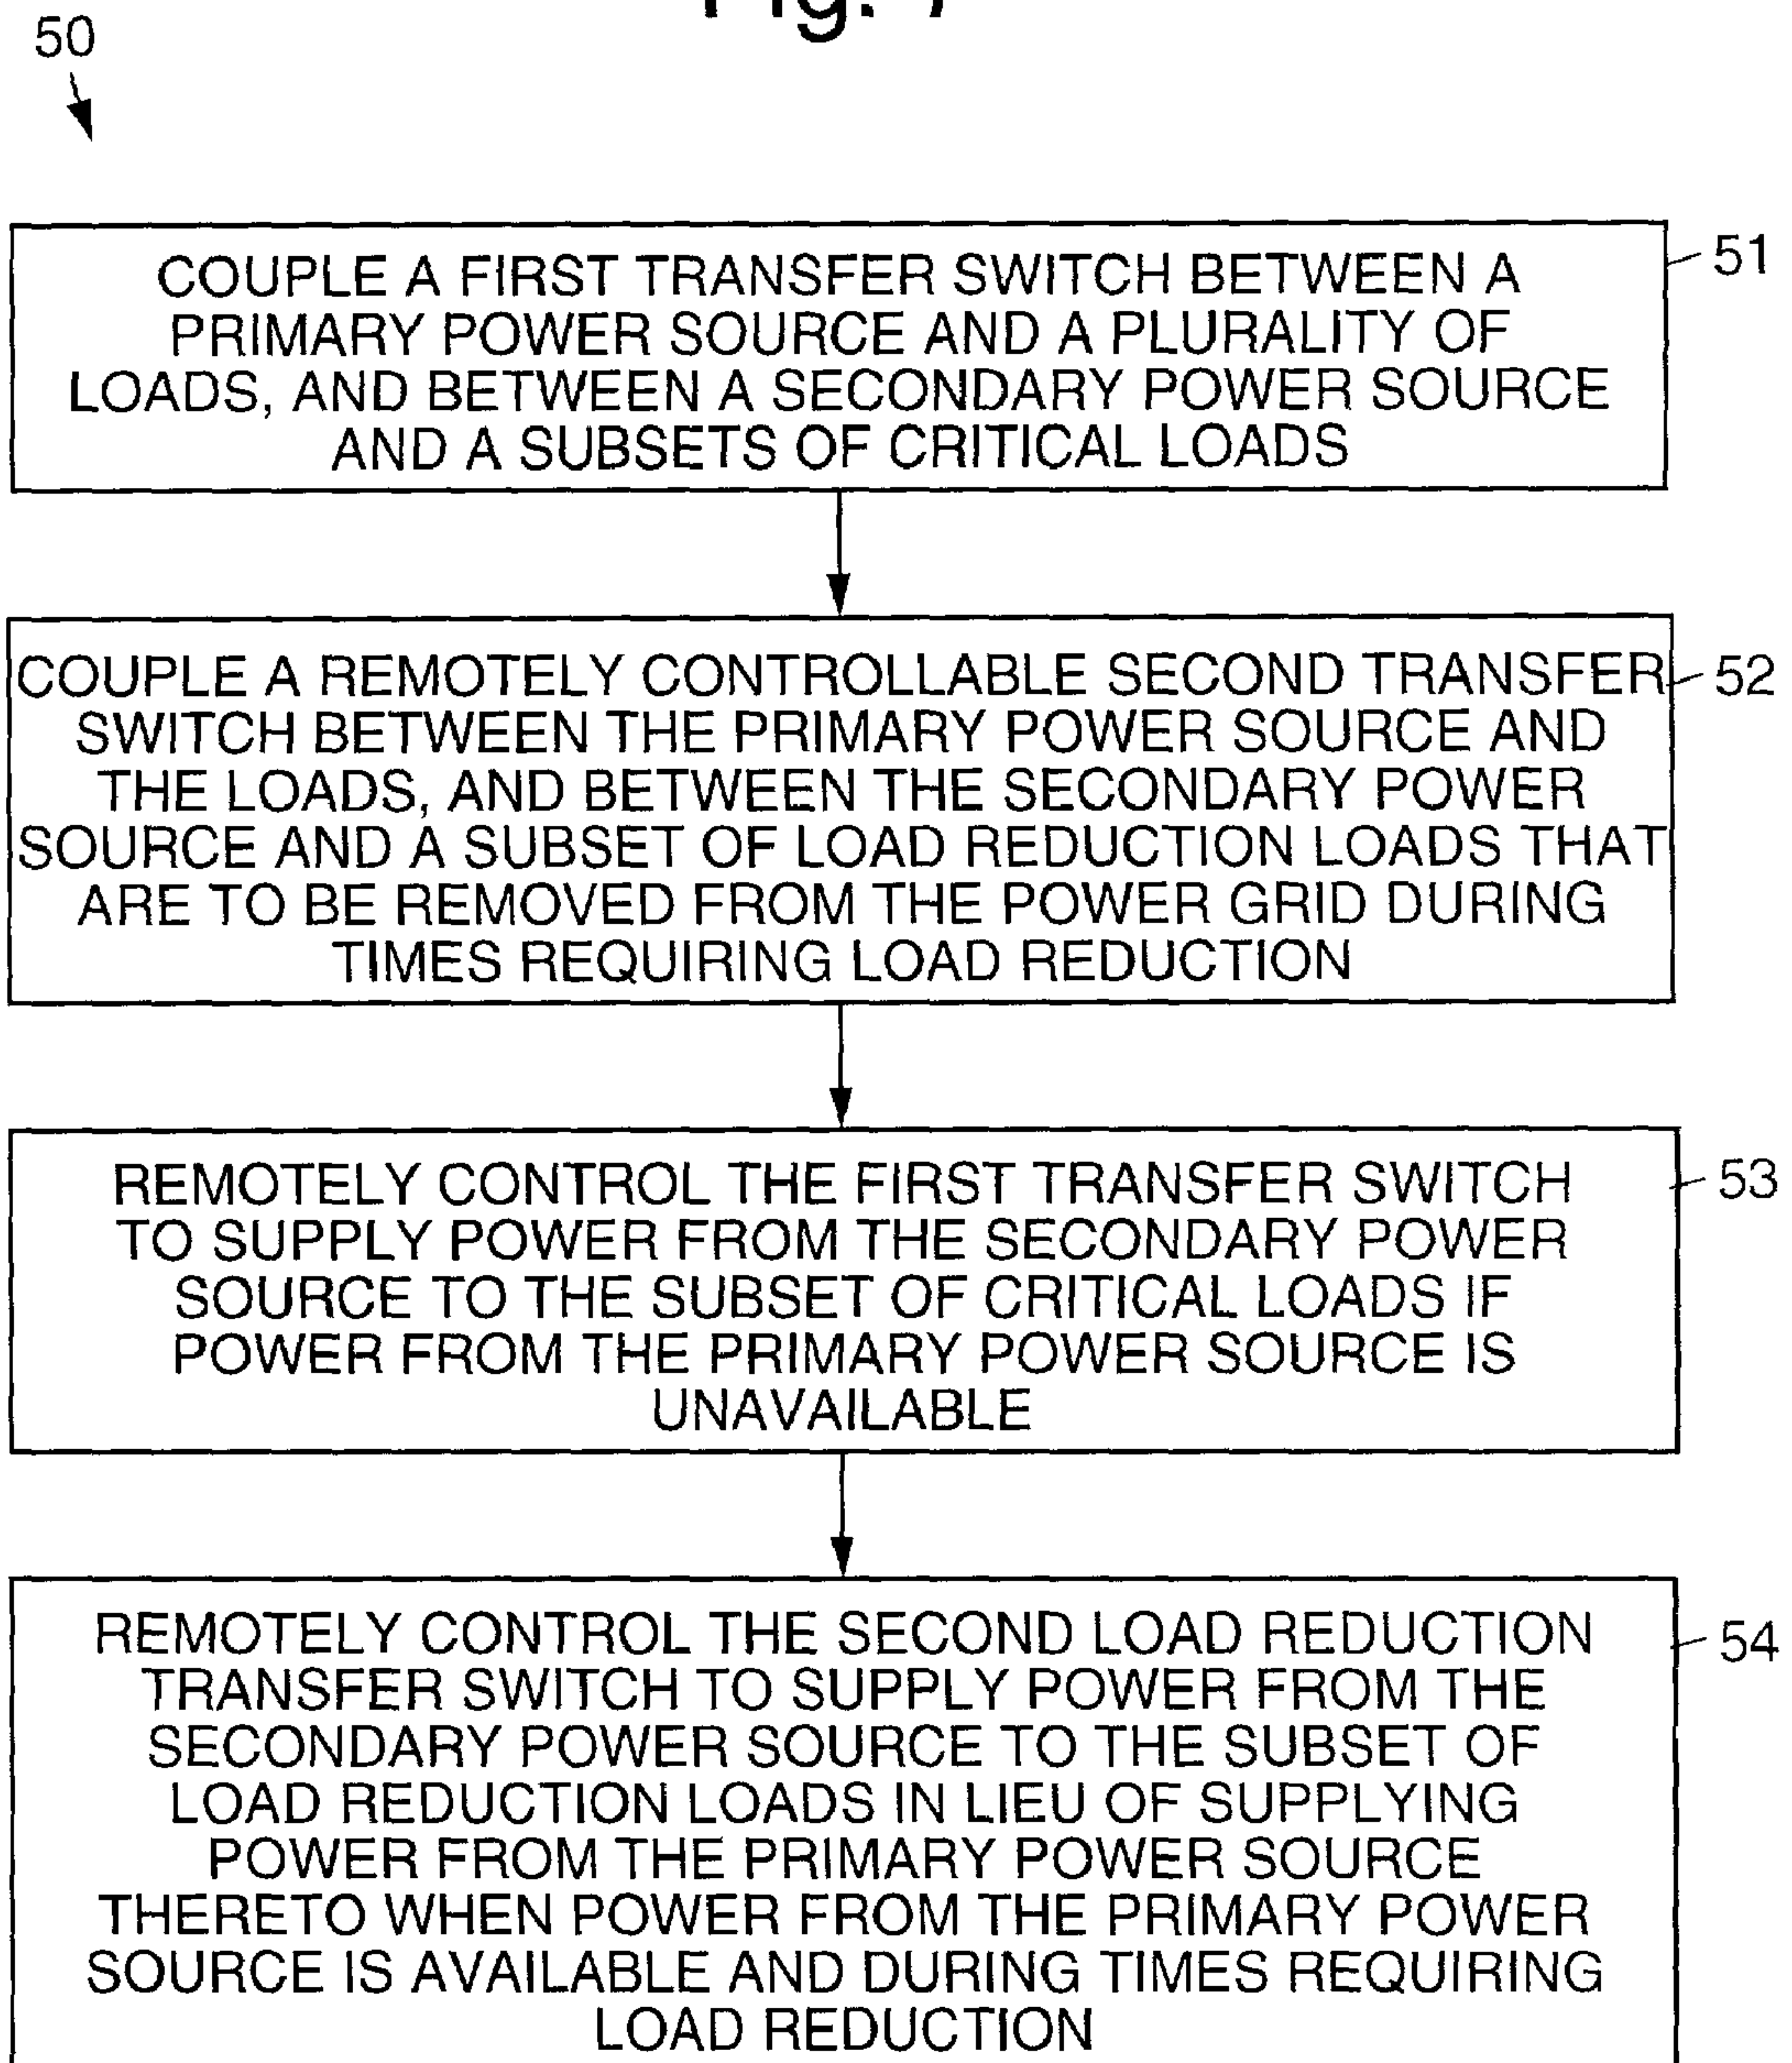 Fig.
50
COUPLE A FIRST TRANSFER SWITCH BETWEEN A
PRIMARY POWER SOURCE AND A PLURALITY OF
LOADS, AND BETWEEN A SECONDARY POWER SOURCE
AND A SUBSETS OF CRITICAL LOADS
51
COUPLE A REMOTELY CONTROLLABLE SECOND TRANSFER
SWITCH BETWEEN THE PRIMARY POWER SOURCE AND
THE LOADS, AND BETWEEN THE SECONDARY POWER
SOURCE AND A SUBSET OF LOAD REDUCTION LOADS THAT
ARE TO BE REMOVED FROM THE POWER GRID DURING
TIMES REQUIRING LOAD REDUCTION
52
REMOTELY CONTROL THE FIRST TRANSFER SWITCH
TO SUPPLY POWER FROM THE SECONDARY POWER
SOURCE TO THE SUBSET OF CRITICAL LOADS IF
POWER FROM THE PRIMARY POWER SOURCE IS
UNAVAILABLE
53
REMOTELY CONTROL THE SECOND LOAD REDUCTION
TRANSFER SWITCH TO SUPPLY POWER FROM THE
SECONDARY POWER SOURCE TO THE SUBSET OF
LOAD REDUCTION LOADS IN LIEU OF SUPPLYING
POWER FROM THE PRIMARY POWER SOURCE
THERETO WHEN POWER FROM THE PRIMARY POWER
SOURCE IS AVAILABLE AND DURING TIMES REQUIRING
LOAD REDUCTION
54